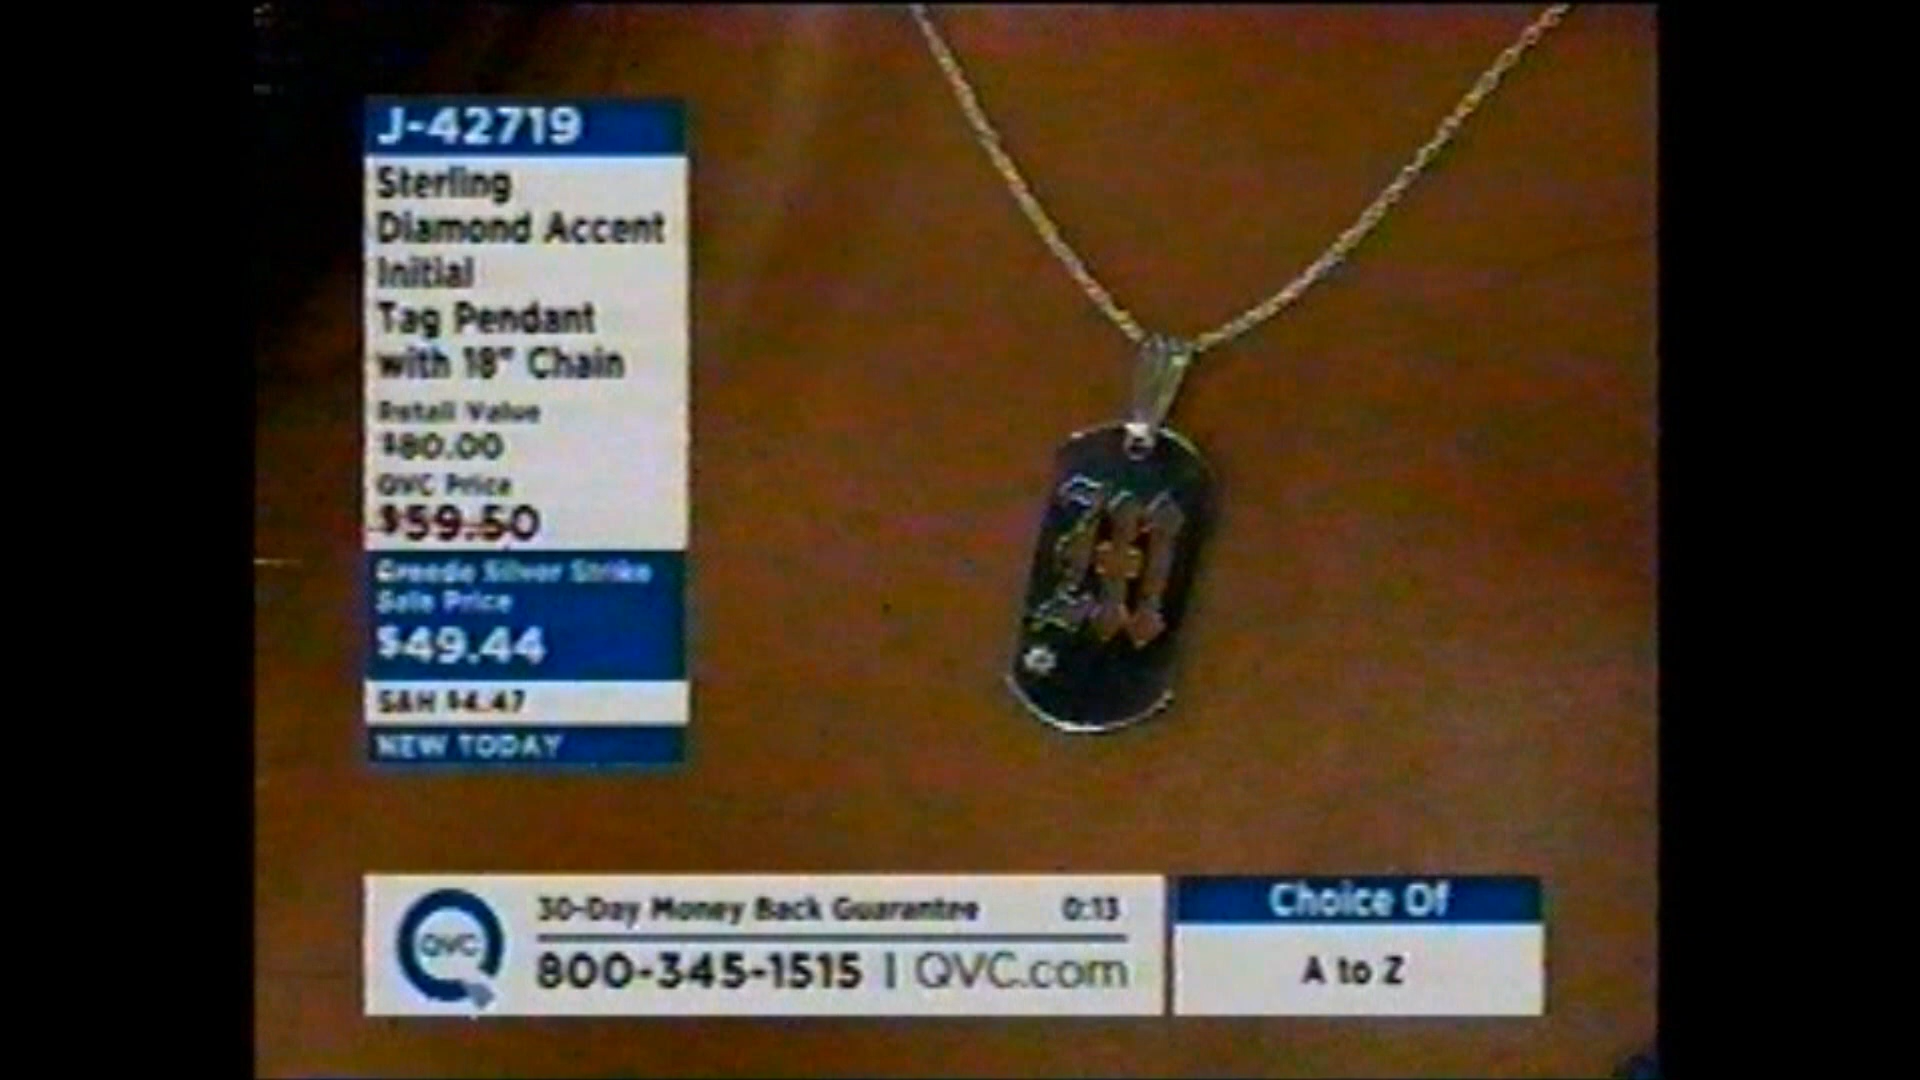 J-42719
Sterling
Diamond Accent
Initial
Tag Pendant
with 18" Chain
Retail Value
$80.00
QVC Price
$59.50
Greede Silver Strike
Sale Price
$49.44
S&H $4.47
NEW TODAY
QVC
30-Day Money Back Guarantee 0:13
800-345-1515 | QVC.com
Choice Of
A to Z